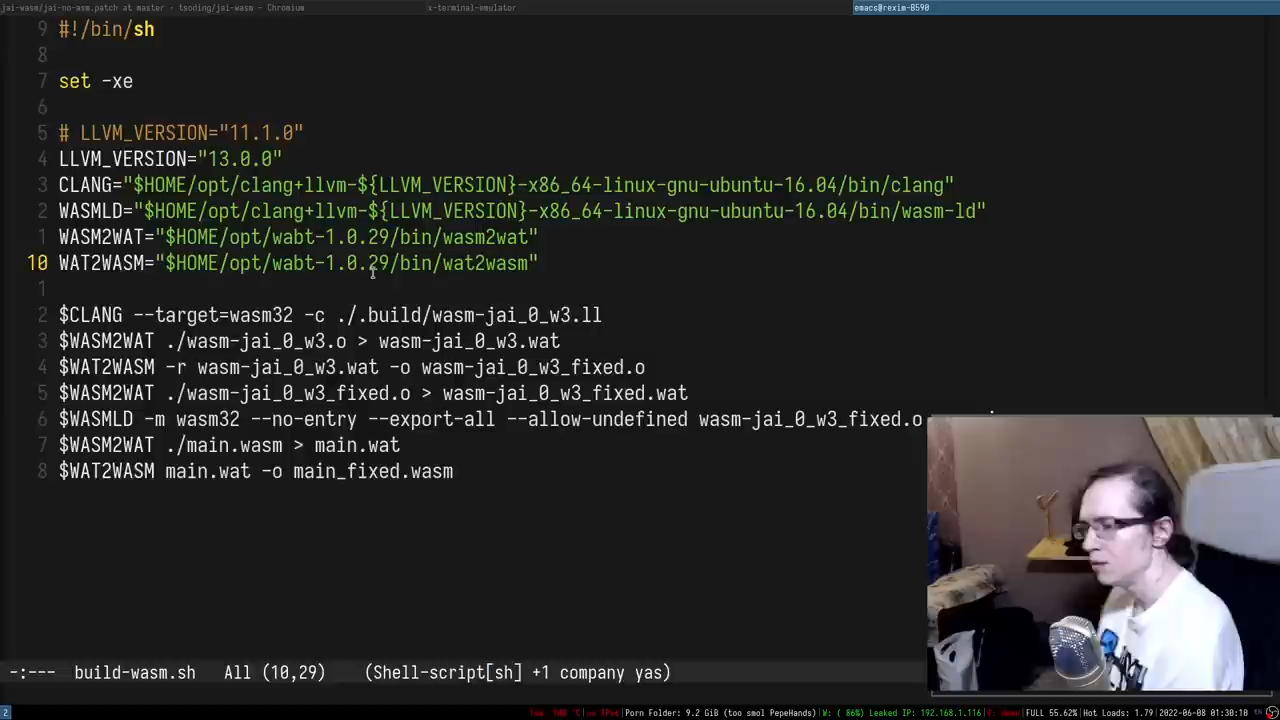 jai-wasm/jai-no-asm.patch at master · tsoding/jai-wasm - Chromium
x-terminal-emulator
emacs@rexim-B590
9 #!/bin/sh
8
7 set -xe
6
5 # LLVM_VERSION="11.1.0"
4 LLVM_VERSION="13.0.0"
3 CLANG="$HOME/opt/clang+llvm-${LLVM_VERSION}-x86_64-linux-gnu-ubuntu-16.04/bin/clang"
2 WASMLD="$HOME/opt/clang+llvm-${LLVM_VERSION}-x86_64-linux-gnu-ubuntu-16.04/bin/wasm-ld"
1 WASM2WAT="$HOME/opt/wabt-1.0.29/bin/wasm2wat"
10 WAT2WASM="$HOME/opt/wabt-1.0.29/bin/wat2wasm"
1
2 $CLANG --target=wasm32 -c ./.build/wasm-jai_0_w3.ll
3 $WASM2WAT ./wasm-jai_0_w3.o > wasm-jai_0_w3.wat
4 $WAT2WASM -r wasm-jai_0_w3.wat -o wasm-jai_0_w3_fixed.o
5 $WASM2WAT ./wasm-jai_0_w3_fixed.o > wasm-jai_0_w3_fixed.wat
6 $WASMLD -m wasm32 --no-entry --export-all --allow-undefined wasm-jai_0_w3_fixed.o
7 $WASM2WAT ./main.wasm > main.wat
8 $WAT2WASM main.wat -o main_fixed.wasm
-:--- build-wasm.sh All (10,29) (Shell-script[sh] +1 company yas)
2
Porn Folder: 9.2 GiB (too smol PepeHands) W: ( 86%) Leaked IP: 192.168.1.116 FULL 55.62% Hot Loads: 1.79 2022-06-08 01:30:10